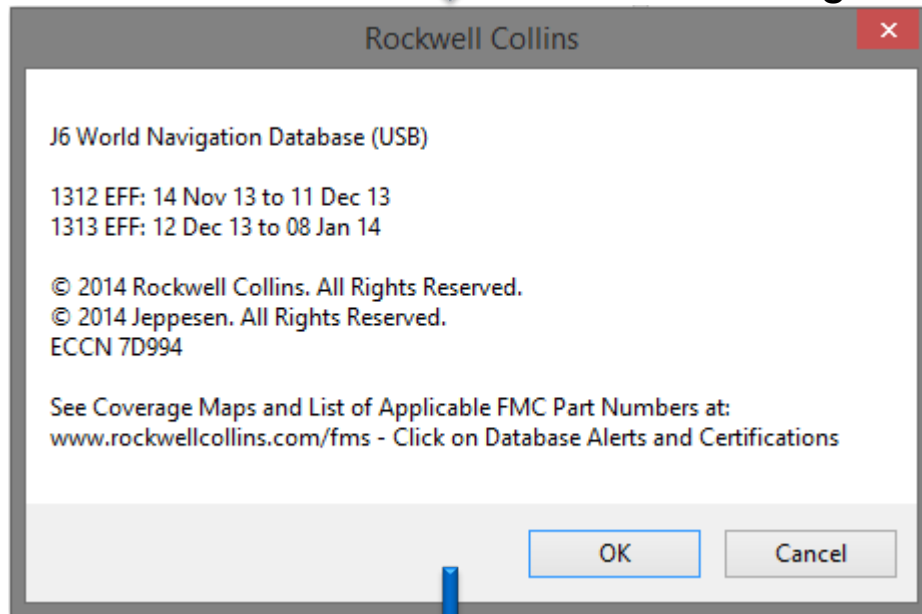 Rockwell Collins
J6 World Navigation Database (USB)
1312 EFF: 14 Nov 13 to 11 Dec 13
1313 EFF: 12 Dec 13 to 08 Jan 14
© 2014 Rockwell Collins. All Rights Reserved.
© 2014 Jeppesen. All Rights Reserved.
ECCN 7D994
See Coverage Maps and List of Applicable FMC Part Numbers at:
www.rockwellcollins.com/fms - Click on Database Alerts and Certifications
OK
Cancel